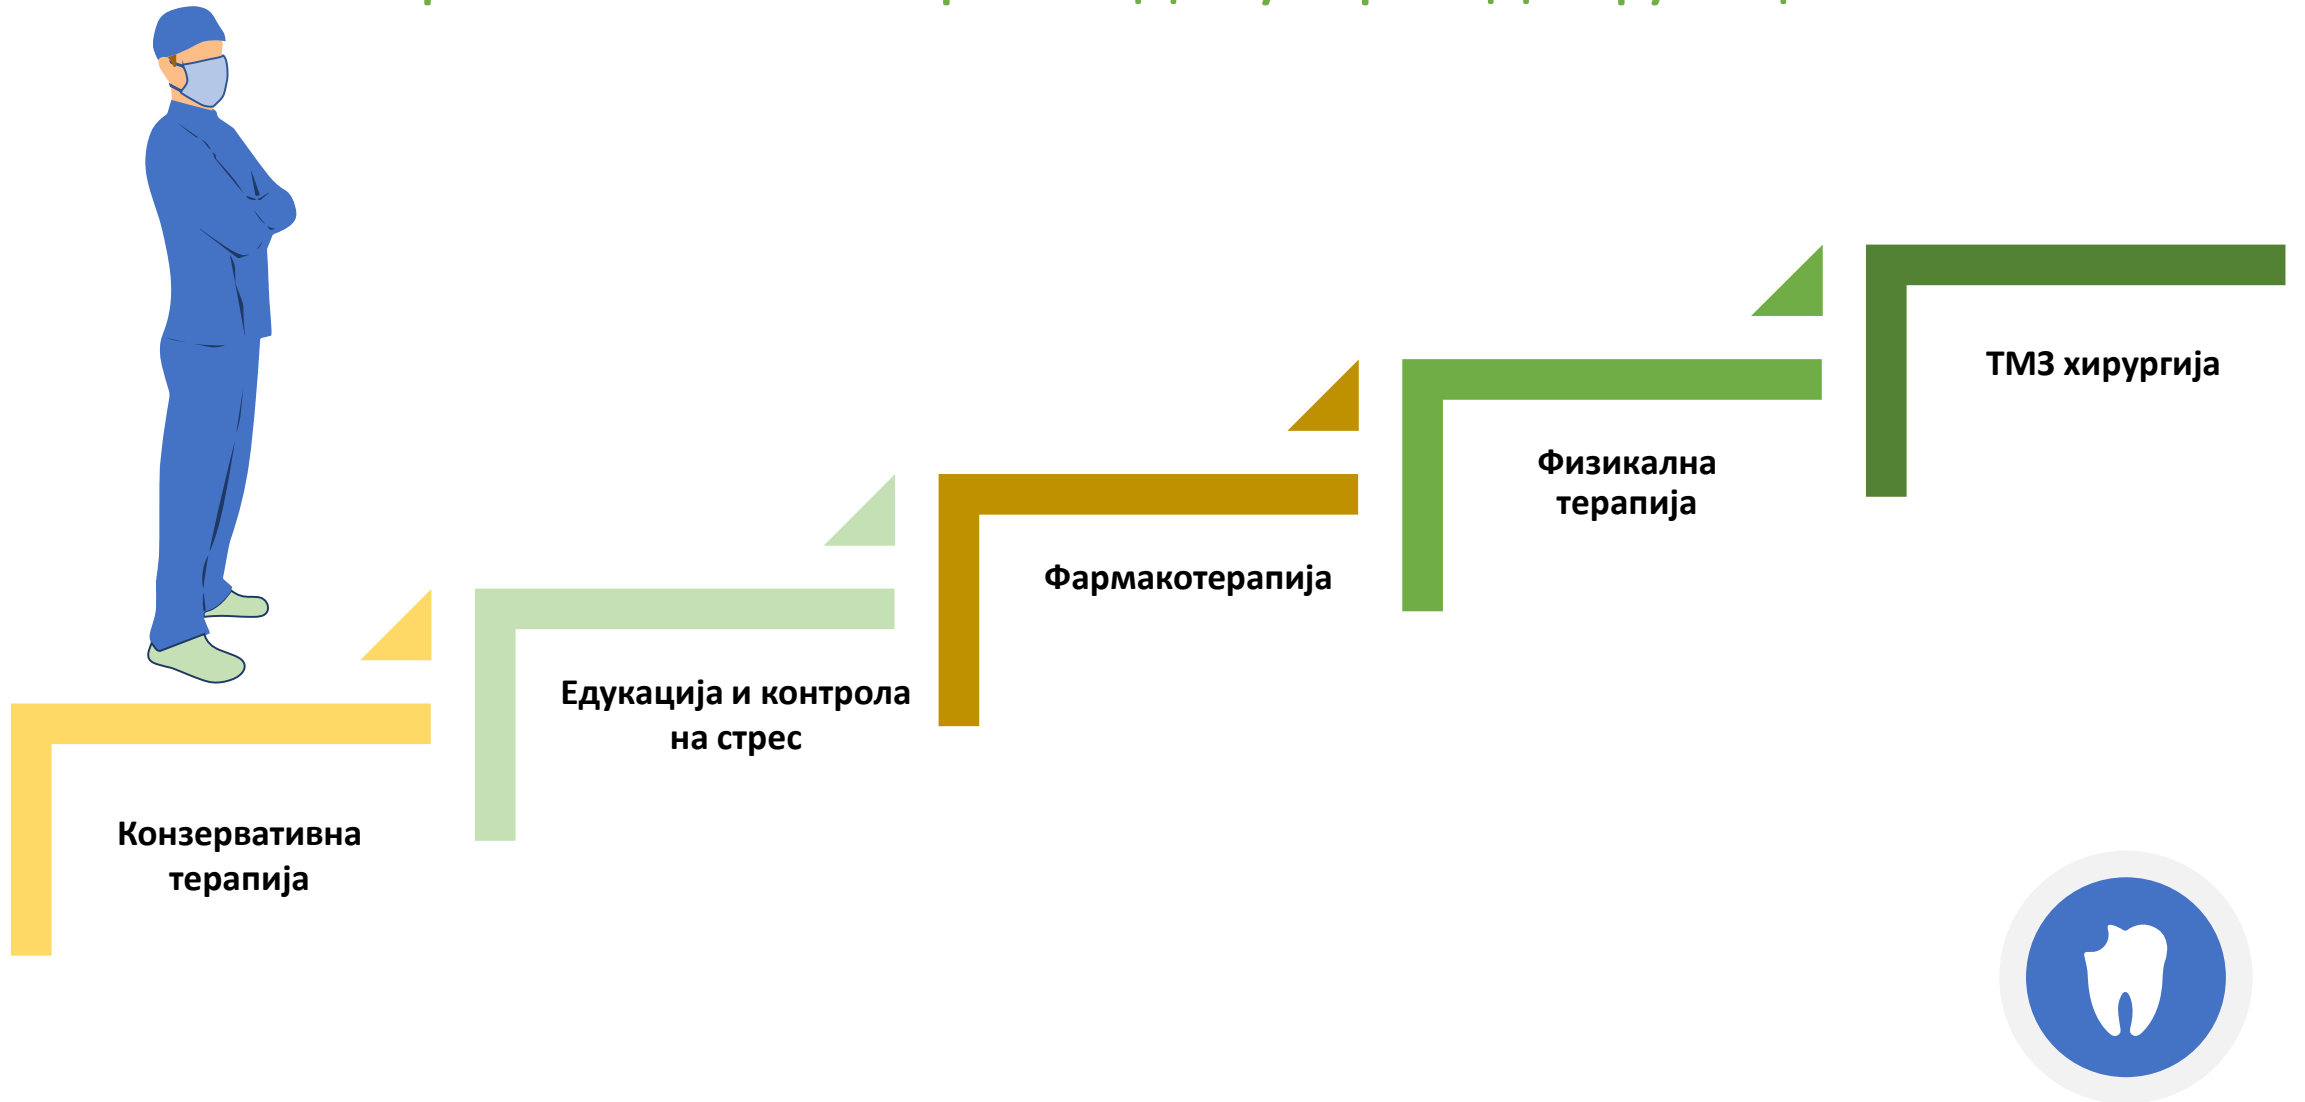 ТМЗ хирургија
Физикална
терапија
Фармакотерапија
Едукација и контрола
на стрес
Конзервативна
терапија